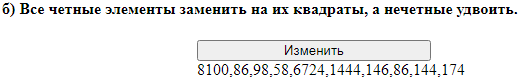 б) Все четные элементы заменить на их квадраты, а нечетные удвоить.
Изменить
8100,86,98,58,6724,1444,146,86,144,174